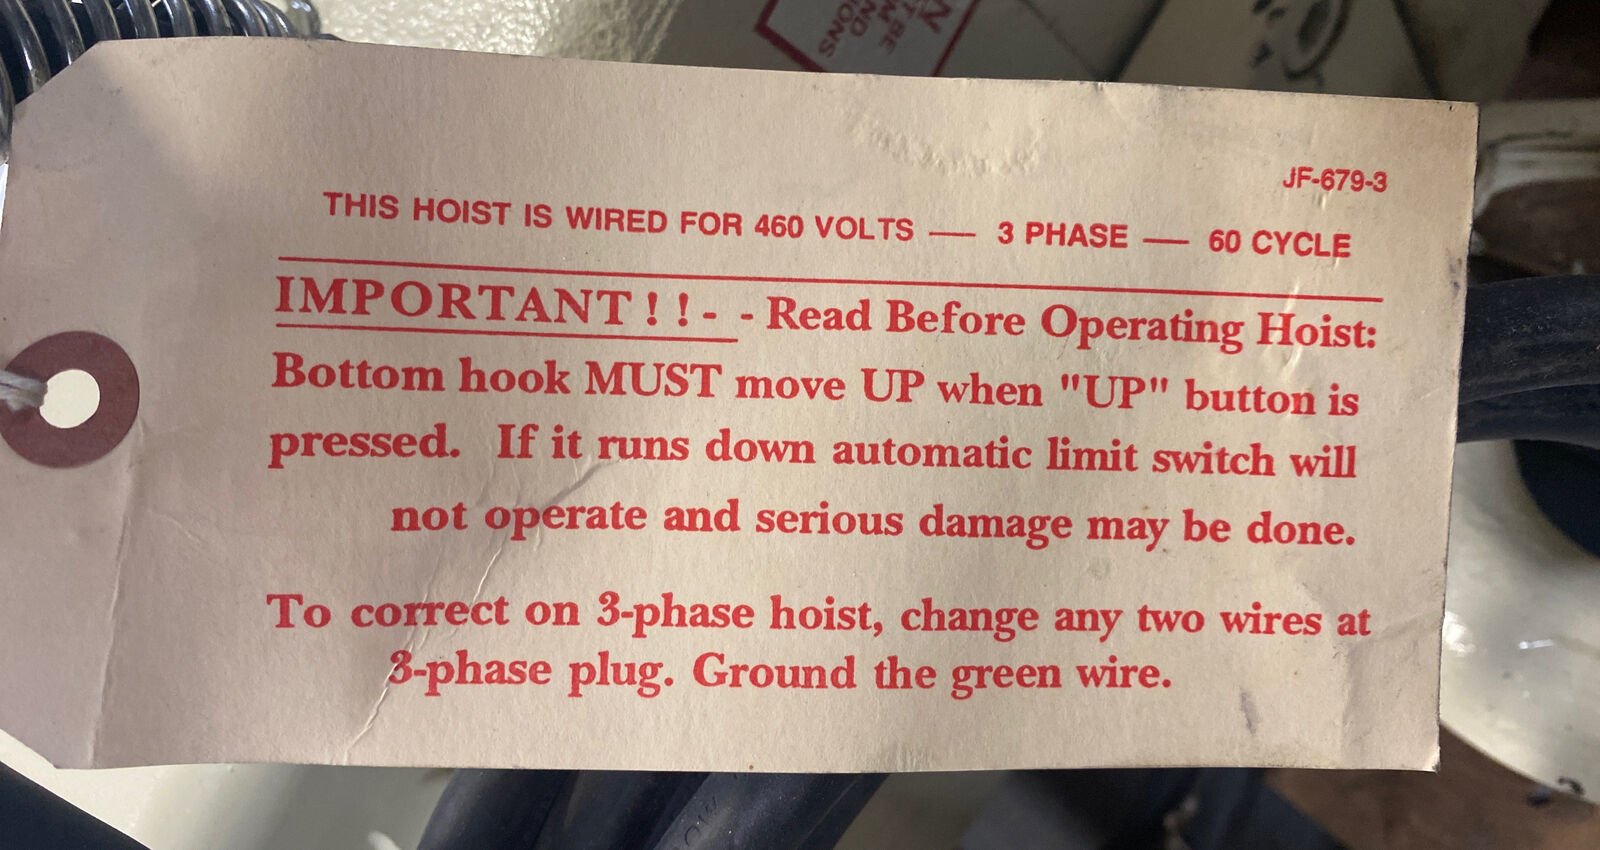 JF-679-3
THIS HOIST IS WIRED FOR 460 VOLTS — 3 PHASE — 60 CYCLE
IMPORTANT!!- - Read Before Operating Hoist:
Bottom hook MUST move UP when "UP" button is
pressed. If it runs down automatic limit switch will
not operate and serious damage may be done.
To correct on 3-phase hoist, change any two wires at
3-phase plug. Ground the green wire.